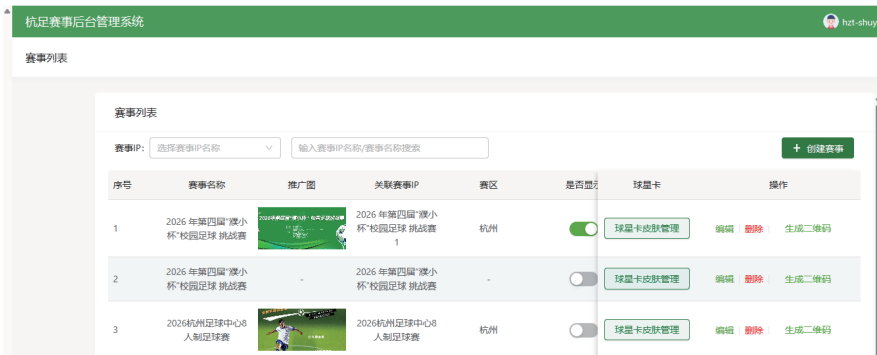 杭足赛事后台管理系统
hzt-shuy
赛事列表
赛事列表
赛事IP: 选择赛事IP名称 输入赛事IP名称/赛事名称搜索 + 创建赛事
序号 赛事名称 推广图 关联赛事IP 赛区 是否显示 球星卡 操作
1 2026 年第四届"濮小杯"校园足球 挑战赛 2026 年第四届"濮小杯"校园足球 挑战赛1 杭州 球星卡皮肤管理 编辑 删除 生成二维码
2 2026 年第四届"濮小杯"校园足球 挑战赛 - 2026 年第四届"濮小杯"校园足球 挑战赛 - 球星卡皮肤管理 编辑 删除 生成二维码
3 2026杭州足球中心8人制足球赛 2026杭州足球中心8人制足球赛 杭州 球星卡皮肤管理 编辑 删除 生成二维码